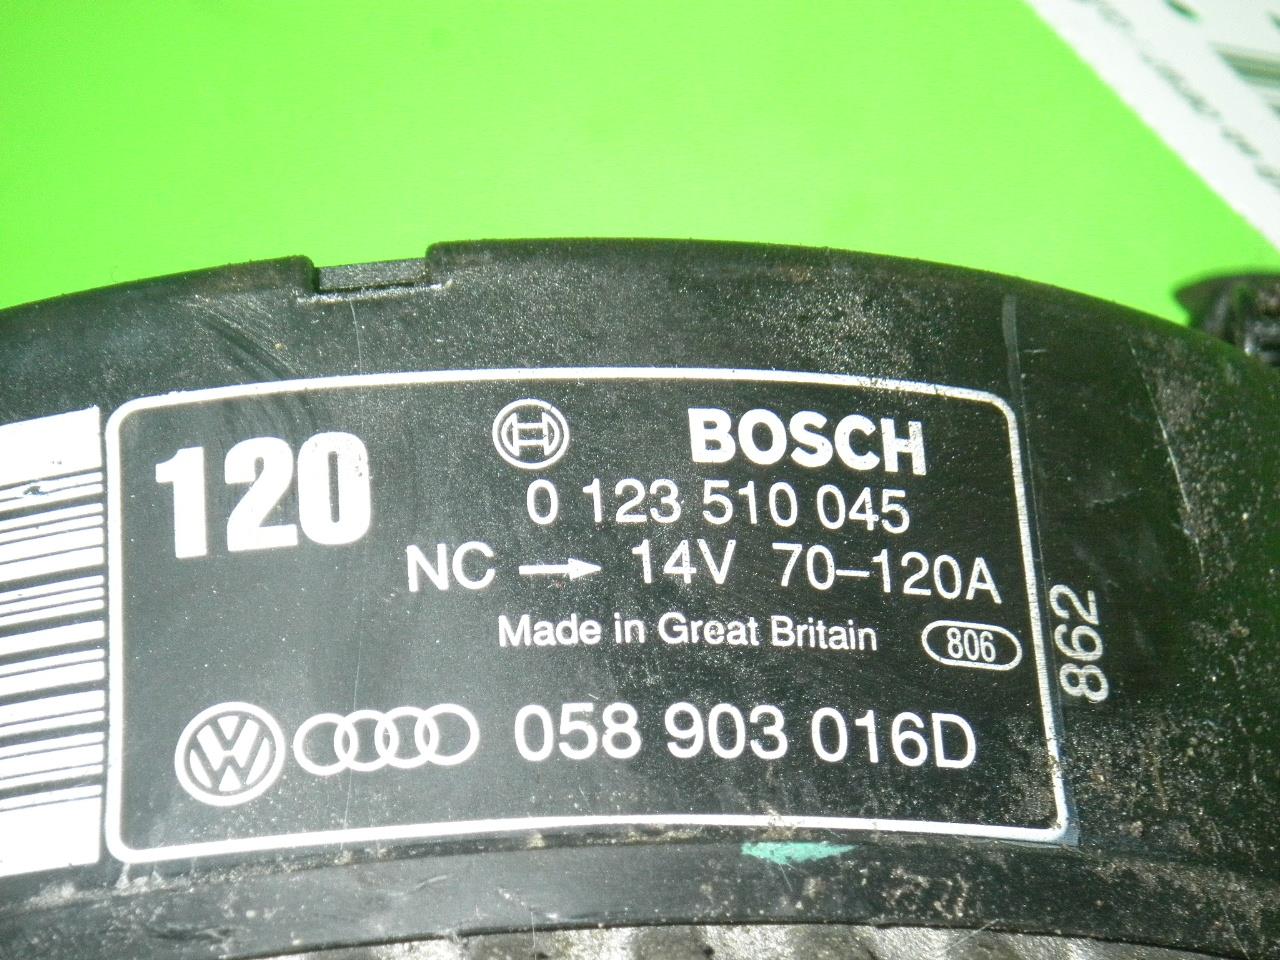 120
BOSCH
0 123 510 045
NC → 14V 70-120A
Made in Great Britain 806
058 903 016D
862